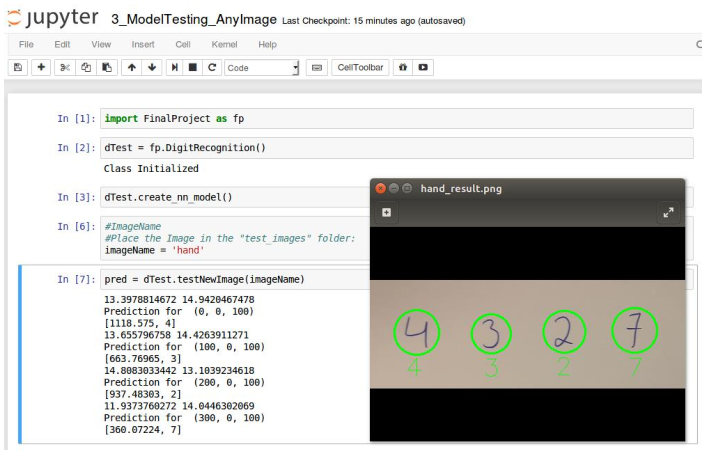 jupyter 3_ModelTesting_AnyImage Last Checkpoint: 15 minutes ago (autosaved)
File Edit View Insert Cell Kernel Help
Code CellToolbar
In [1]: import FinalProject as fp
In [2]: dTest = fp.DigitRecognition()
Class Initialized
In [3]: dTest.create_nn_model()
In [6]: #ImageName
#Place the Image in the "test_images" folder:
imageName = 'hand'
In [7]: pred = dTest.testNewImage(imageName)
13.3978814672 14.9420467478
Prediction for (0, 0, 100)
[1118.575, 4]
13.657996758 14.4263911271
Prediction for (100, 0, 100)
[663.76965, 3]
14.8083033442 13.1039234618
Prediction for (200, 0, 100)
[937.48303, 2]
11.9373760272 14.0446302069
Prediction for (300, 0, 100)
[360.07224, 7]
hand_result.png
4 3 2 7
4 3 2 7